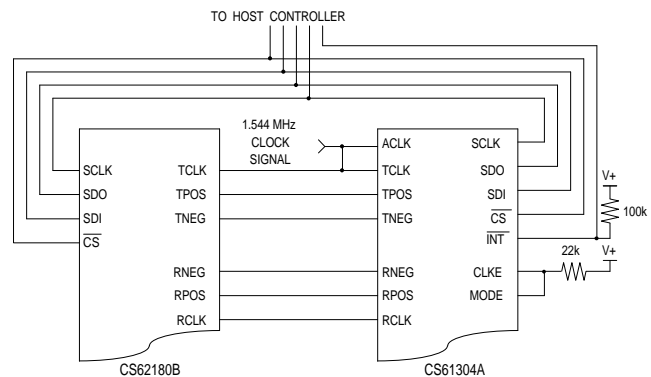 TO HOST CONTROLLER
1.544 MHz
CLOCK
SIGNAL
SCLK
SDO
SDI
CS
TCLK
TPOS
TNEG
RNEG
RPOS
RCLK
CS62180B
ACLK
TCLK
TPOS
TNEG
RNEG
RPOS
RCLK
SCLK
SDO
SDI
CS
INT
CLKE
MODE
CS61304A
V+
100k
22k
V+